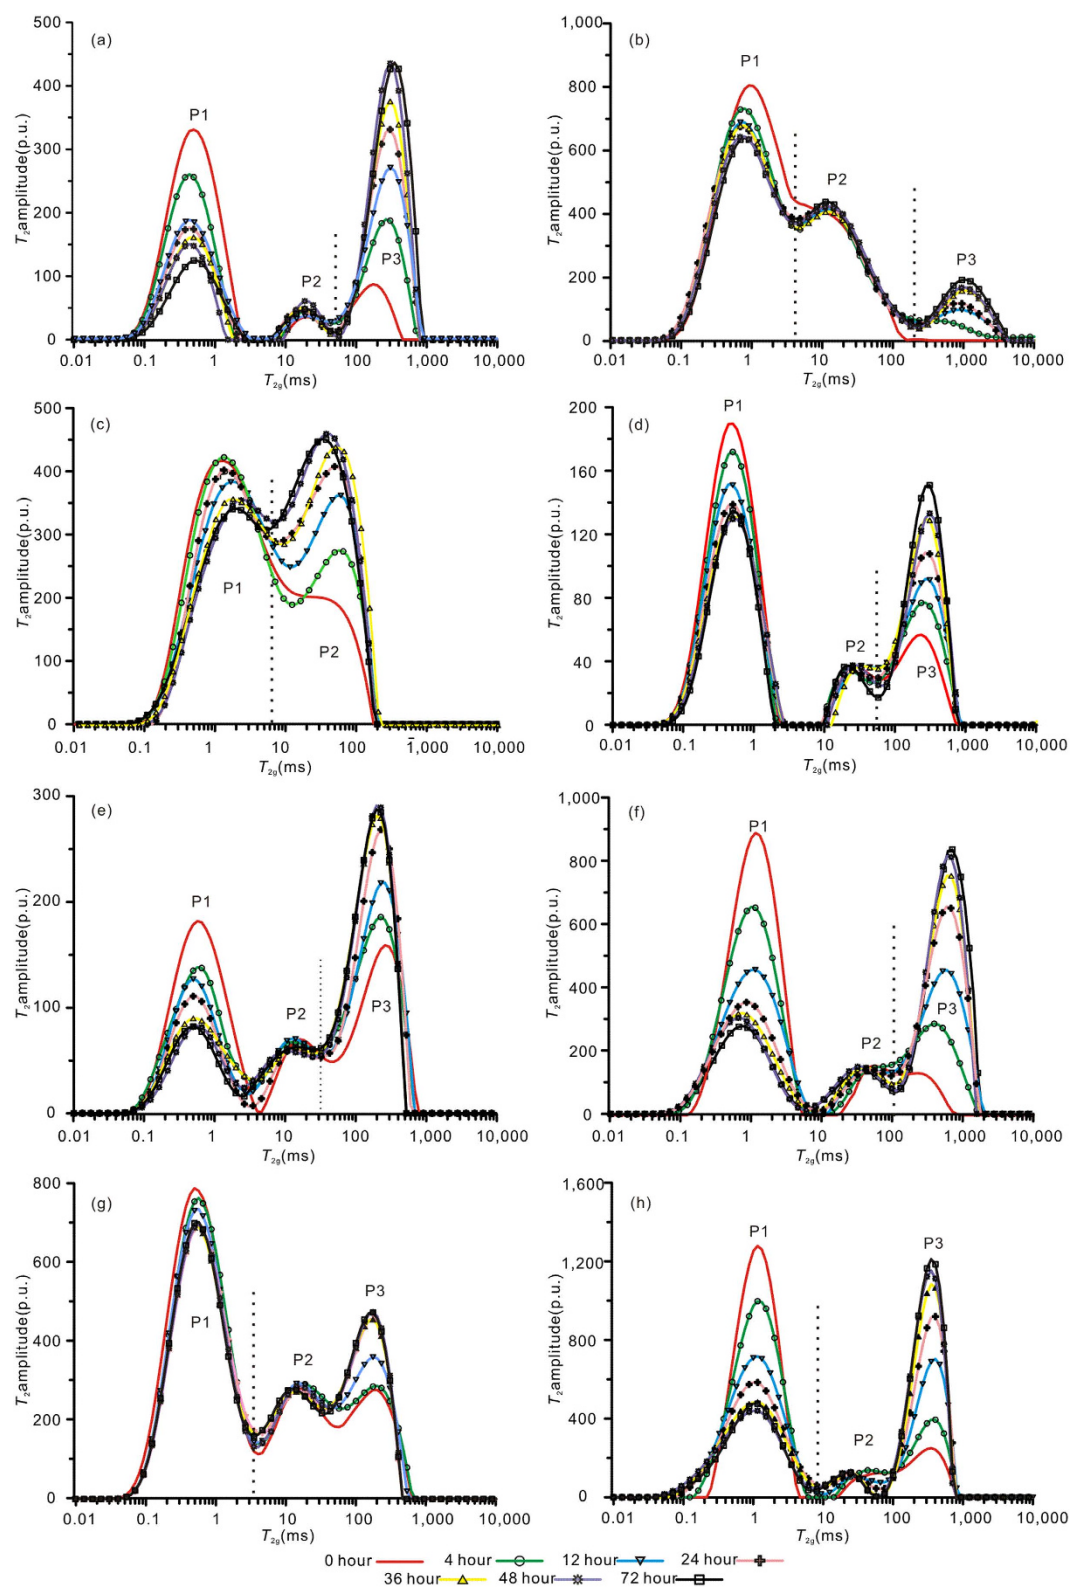 (a)
500
400
300
200
100
0
T2amplitude(p.u.)
P1
P2
P3
0.01 0.1 1 10 100 1,000 10,000
T2g(ms)
(b)
1,000
800
600
400
200
0
T2amplitude(p.u.)
P1
P2
P3
0.01 0.1 1 10 100 1,000 10,000
T2g(ms)
(c)
500
400
300
200
100
0
T2amplitude(p.u.)
P1
P2
0.01 0.1 1 10 100 1,000 10,000
T2g(ms)
(d)
200
160
120
80
40
0
T2amplitude(p.u.)
P1
P2
P3
0.01 0.1 1 10 100 1,000 10,000
T2g(ms)
(e)
300
200
100
0
T2amplitude(p.u.)
P1
P2
P3
0.01 0.1 1 10 100 1,000 10,000
T2g(ms)
(f)
1,000
800
600
400
200
0
T2amplitude(p.u.)
P1
P2
P3
0.01 0.1 1 10 100 1,000 10,000
T2g(ms)
(g)
800
600
400
200
0
T2amplitude(p.u.)
P1
P2
P3
0.01 0.1 1 10 100 1,000 10,000
T2g(ms)
(h)
1,600
1,200
800
400
0
T2amplitude(p.u.)
P1
P2
P3
0.01 0.1 1 10 100 1,000 10,000
T2g(ms)
0 hour 4 hour 12 hour 24 hour
36 hour 48 hour 72 hour